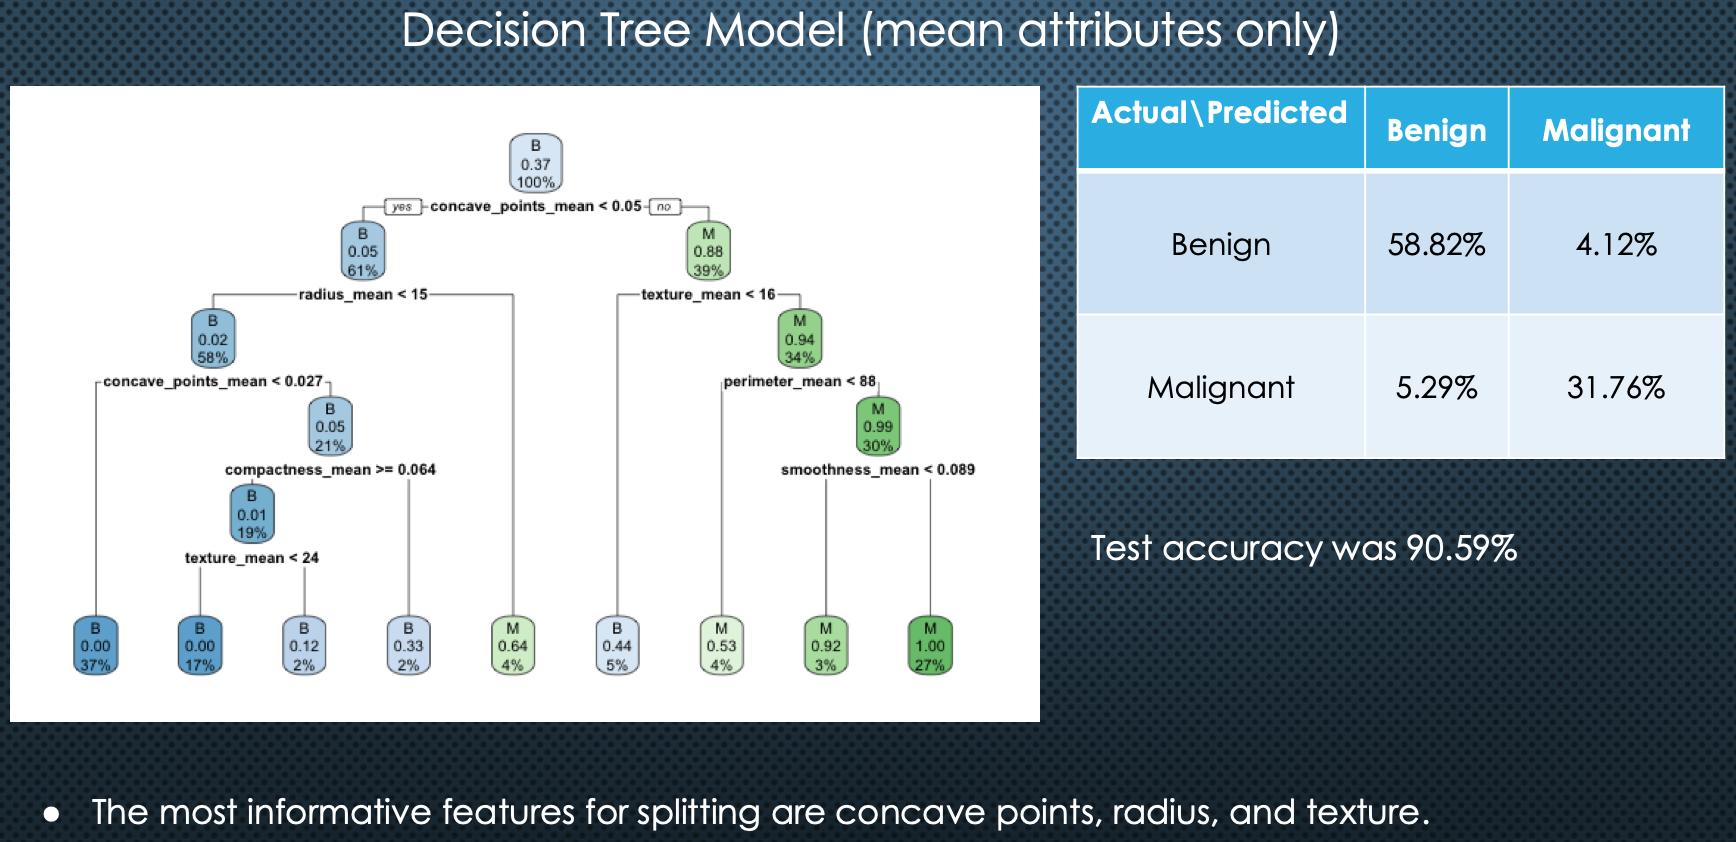 Decision Tree Model (mean attributes only)
B
0.37
100%
yes concave_points_mean < 0.05 no
B
0.05
61%
M
0.88
39%
radius_mean < 15
texture_mean < 16
B
0.02
58%
M
0.94
34%
concave_points_mean < 0.027
perimeter_mean < 88
B
0.05
21%
M
0.99
30%
compactness_mean >= 0.064
smoothness_mean < 0.089
B
0.01
19%
texture_mean < 24
B
0.00
37%
B
0.00
17%
B
0.12
2%
B
0.33
2%
M
0.64
4%
B
0.44
5%
M
0.53
4%
M
0.92
3%
M
1.00
27%
Actual\Predicted Benign Malignant
Benign 58.82% 4.12%
Malignant 5.29% 31.76%
Test accuracy was 90.59%
● The most informative features for splitting are concave points, radius, and texture.